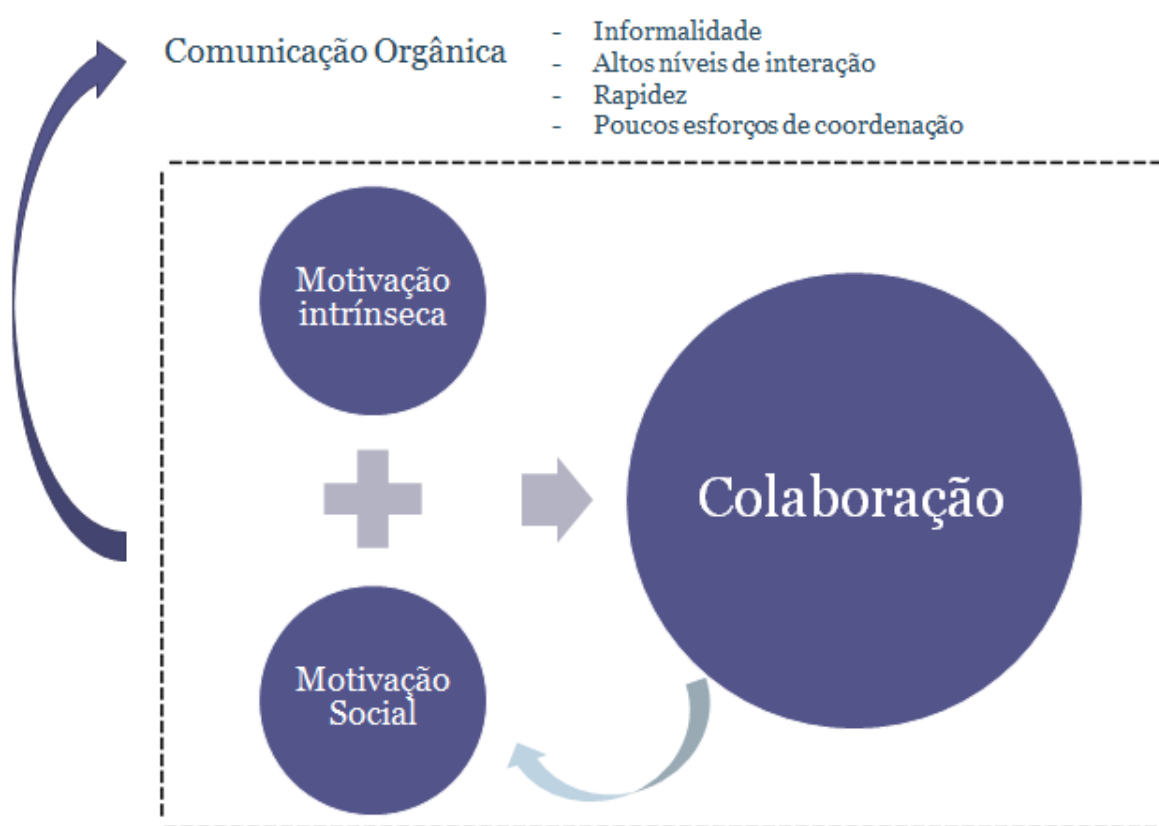 Comunicação Orgânica
- Informalidade
- Altos níveis de interação
- Rapidez
- Poucos esforços de coordenação
Motivação
intrínseca
Colaboração
Motivação
Social